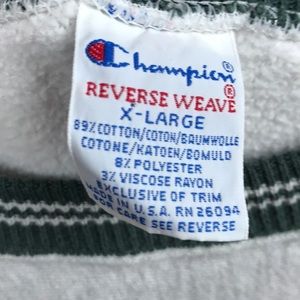 Champion®
REVERSE WEAVE®
X-LARGE
89% COTTON/COTON/BAUMWOLLE
COTONE/KATOEN/BOMULD
8% POLYESTER
3% VISCOSE RAYON
EXCLUSIVE OF TRIM
MADE IN U.S.A. RN 26094
FOR CARE SEE REVERSE